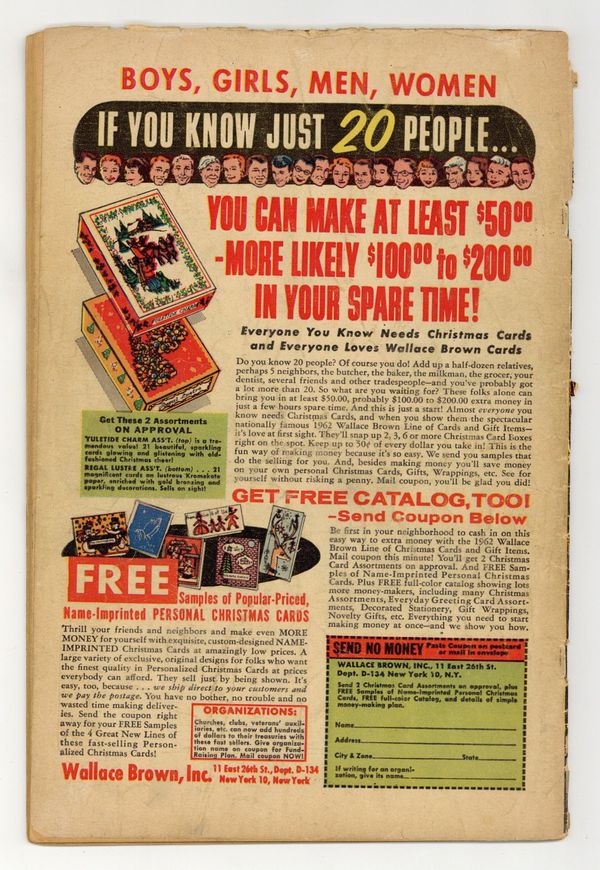 BOYS, GIRLS, MEN, WOMEN
IF YOU KNOW JUST 20 PEOPLE...
YOU CAN MAKE AT LEAST $50.00
-MORE LIKELY $100.00 to $200.00
IN YOUR SPARE TIME!
Everyone You Know Needs Christmas Cards
and Everyone Loves Wallace Brown Cards
Do you know 20 people? Of course you do! Add up a half-dozen relatives,
perhaps 5 neighbors, the butcher, the baker, the milkman, the grocer, your
dentist, several friends and other tradespeople—and you've probably got
a lot more than 20. So what are you waiting for? These folks alone can
bring you in at least $50.00, probably $100.00 to $200.00 extra money in
just a few hours spare time. And this is just a start! Almost everyone you
know needs Christmas Cards, and when you show them the spectacular
nationally famous 1962 Wallace Brown Line of Cards and Gift Items—
it's love at first sight. They'll snap up 2, 3, 6 or more Christmas Card Boxes
right on the spot. Keep up to 50¢ of every dollar you take in! This is the
fun way of making money because it's so easy. We send you samples that
do the selling for you. And, besides making money you'll save money
on your own personal Christmas Cards, Gifts, Wrappings, etc. See for
yourself without risking a penny. Mail coupon, you'll be glad you did!
Get These 2 Assortments
ON APPROVAL
YULETIDE CHARM ASS'T. (top) is a tre-
mendous value! 21 beautiful, sparkling
cards glowing and glistening with old-
fashioned Christmas cheer!
REGAL LUSTRE ASS'T. (bottom) . . . 21
magnificent cards on lustrous Kromekote
paper, enriched with gold bronzing and
sparkling decorations. Sells on sight!
GET FREE CATALOG, TOO!
-Send Coupon Below
Be first in your neighborhood to cash in on this
easy way to extra money with the 1962 Wallace
Brown Line of Christmas Cards and Gift Items.
Mail coupon this minute! You'll get 2 Christmas
Card Assortments on approval. And FREE Sam-
ples of Name-Imprinted Personal Christmas
Cards. Plus FREE full-color catalog showing lots
more money-makers, including many Christmas
Assortments, Everyday Greeting Card Assort-
ments, Decorated Stationery, Gift Wrappings,
Novelty Gifts, etc. Everything you need to start
making money at once—and we show you how.
FREE
Samples of Popular-Priced,
Name-Imprinted PERSONAL CHRISTMAS CARDS
Thrill your friends and neighbors and make even MORE
MONEY for yourself with exquisite, custom-designed NAME-
IMPRINTED Christmas Cards at amazingly low prices. A
large variety of exclusive, original designs for folks who want
the finest quality in Personalized Christmas Cards at prices
everybody can afford. They sell just by being shown. It's
easy, too, because . . . we ship direct to your customers and
we pay the postage. You have no bother, no trouble and no
wasted time making deliver-
ies. Send the coupon right
away for your FREE Samples
of the 4 Great New Lines of
these fast-selling Person-
alized Christmas Cards!
ORGANIZATIONS:
Churches, clubs, veterans' auxil-
iaries, etc. can now add hundreds
of dollars to their treasuries with
these fast sellers. Give organiza-
tion name on coupon for Fund-
Raising Plan. Mail coupon NOW!
Wallace Brown, Inc. 11 East 26th St., Dept. D-134
New York 10, New York
SEND NO MONEY Paste Coupon on postcard
or mail in envelope
WALLACE BROWN, INC., 11 East 26th St.
Dept. D-134 New York 10, N.Y.
Send 2 Christmas Card Assortments on approval, plus
FREE Samples of Name-Imprinted Personal Christmas
Cards, FREE full-color Catalog, and details of simple
money-making plan.
Name
Address
City & Zone State
If writing for an organi-
zation, give its name